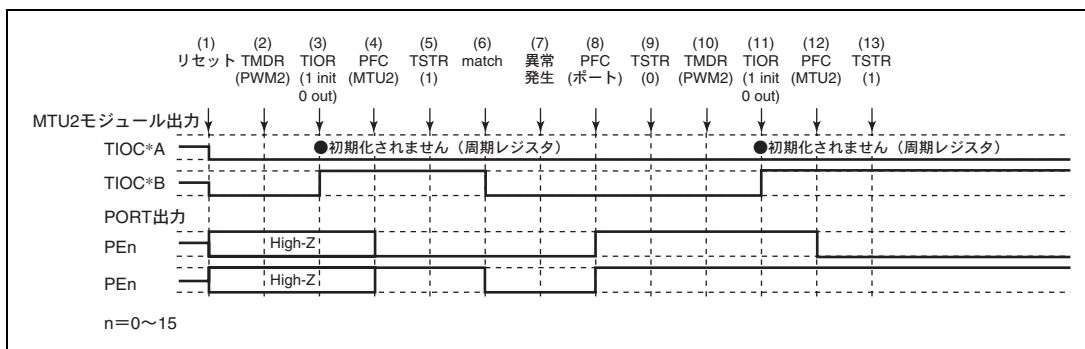 (1) (2) (3) (4) (5) (6) (7) (8) (9) (10) (11) (12) (13)
リセット TMDR TIOR PFC TSTR match 異常 PFC TSTR TMDR TIOR PFC TSTR
(PWM2) (1 init (MTU2) (1) 発生 (ポート) (0) (PWM2) (1 init (MTU2) (1)
0 out) 0 out)
MTU2モジュール出力
TIOC*A ●初期化されません（周期レジスタ） ●初期化されません（周期レジスタ）
TIOC*B
PORT出力
PEn High-Z
PEn High-Z
n＝0～15